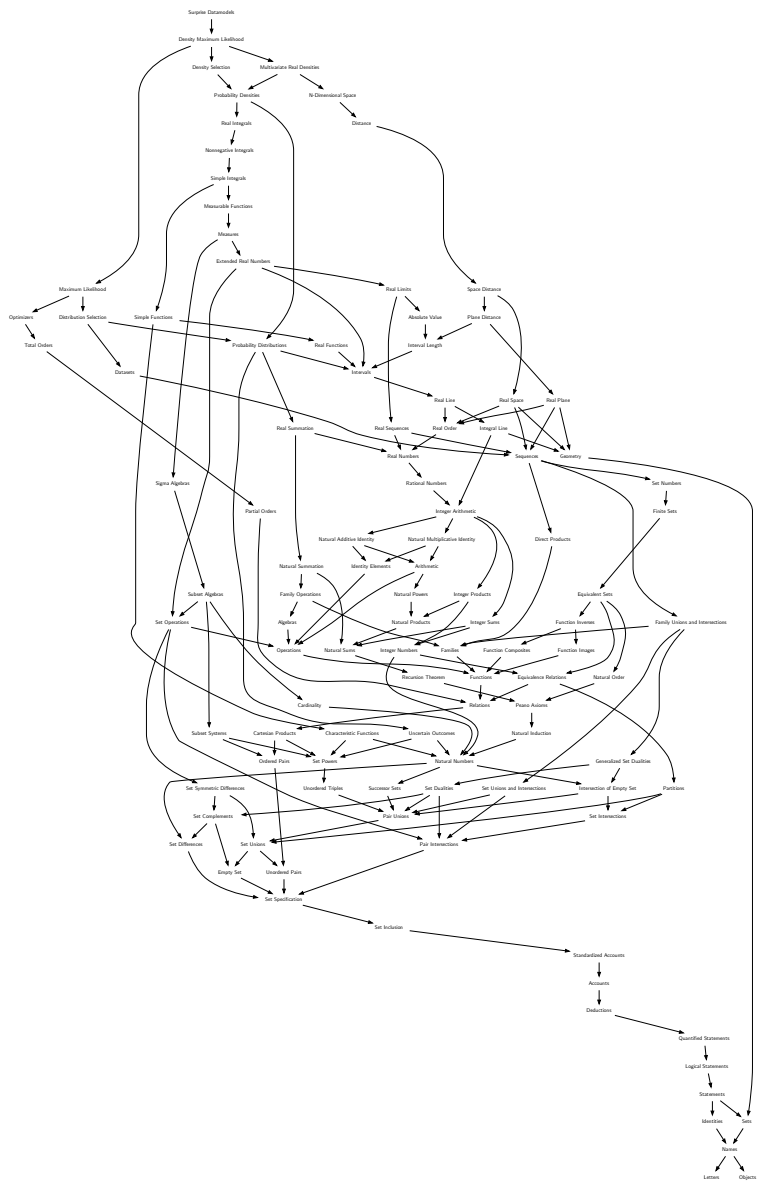 Surprise Datamodels
Density Maximum Likelihood
Density Selection
Multivariate Real Densities
Probability Densities
N-Dimensional Space
Real Integrals
Distance
Nonnegative Integrals
Simple Integrals
Measurable Functions
Measures
Extended Real Numbers
Maximum Likelihood
Real Limits
Space Distance
Optimizers
Distribution Selection
Simple Functions
Absolute Value
Plane Distance
Total Orders
Probability Distributions
Real Functions
Interval Length
Datasets
Intervals
Real Line
Real Space
Real Plane
Real Summation
Real Sequences
Real Order
Integral Line
Real Numbers
Sequences
Geometry
Sigma Algebras
Rational Numbers
Set Numbers
Partial Orders
Integer Arithmetic
Finite Sets
Natural Additive Identity
Natural Multiplicative Identity
Direct Products
Natural Summation
Identity Elements
Arithmetic
Subset Algebras
Family Operations
Natural Powers
Integer Products
Equivalent Sets
Set Operations
Algebras
Natural Products
Integer Sums
Function Inverses
Family Unions and Intersections
Operations
Natural Sums
Integer Numbers
Families
Function Composites
Function Images
Recursion Theorem
Functions
Equivalence Relations
Natural Order
Cardinality
Relations
Peano Axioms
Subset Systems
Cartesian Products
Characteristic Functions
Uncertain Outcomes
Natural Induction
Ordered Pairs
Set Powers
Natural Numbers
Generalized Set Dualities
Set Symmetric Differences
Unordered Triples
Successor Sets
Set Dualities
Set Unions and Intersections
Intersection of Empty Set
Partitions
Set Complements
Pair Unions
Set Intersections
Set Differences
Set Unions
Pair Intersections
Empty Set
Unordered Pairs
Set Specification
Set Inclusion
Standardized Accounts
Accounts
Deductions
Quantified Statements
Logical Statements
Statements
Identities
Sets
Names
Letters
Objects